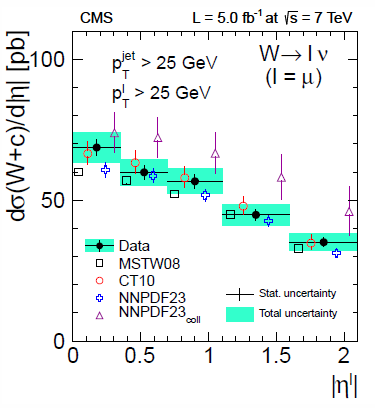 CMS L = 5.0 fb⁻¹ at √s = 7 TeV
dσ(W+c)/d|η| [pb]
p_T^jet > 25 GeV
p_T^l > 25 GeV
W → l ν
(l = μ)
100
50
0
Data
MSTW08
CT10
NNPDF23
NNPDF23_coll
Stat. uncertainty
Total uncertainty
0 0.5 1 1.5 2
|η^l|